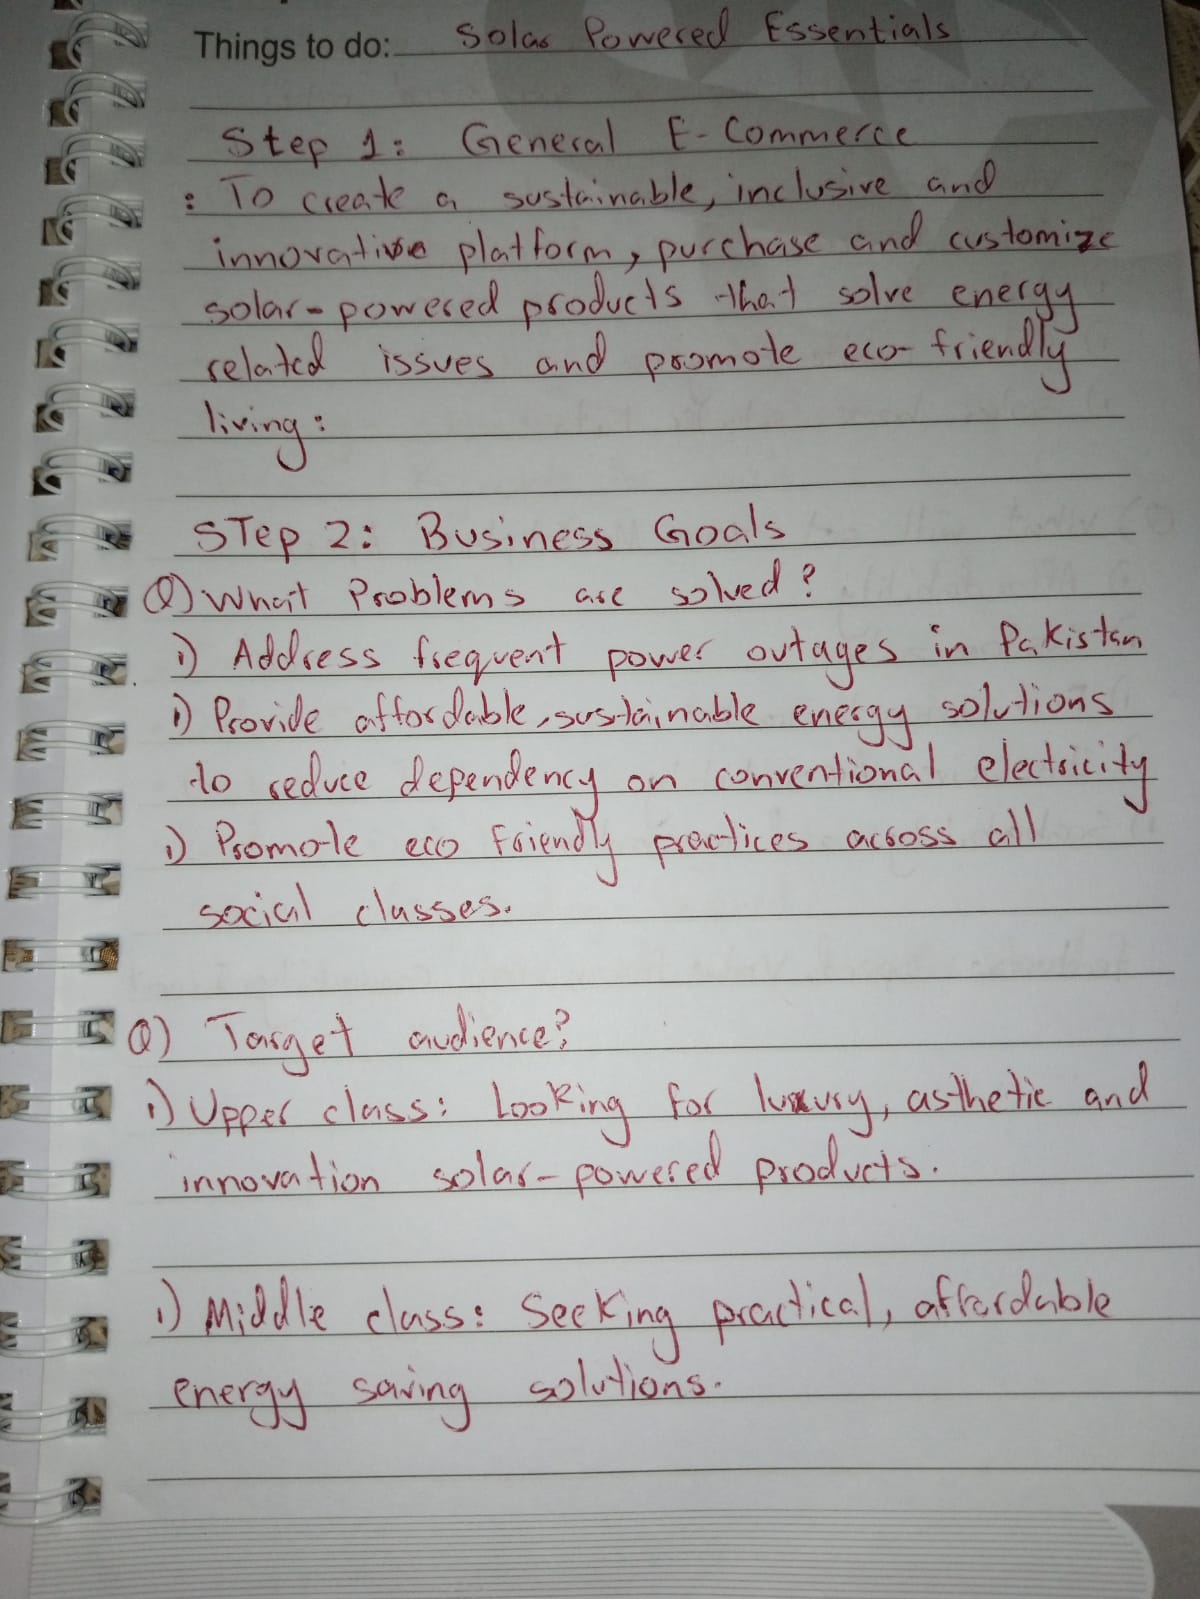 Things to do: Solar Powered Essentials
Step 1: General E-Commerce
: To create a sustainable, inclusive and
innovative platform, purchase and customize
solar-powered products that solve energy
related issues and promote eco-friendly
living:
STep 2: Business Goals
Q) What Problems are solved?
i) Address frequent power outages in Pakistan
i) Provide affordable, sustainable energy solutions
to reduce dependency on conventional electricity
i) Promote eco friendly practices across all
social classes.
Q) Target audience?
i) Upper class: Looking for luxury, asthetic and
innovation solar-powered products.
i) Middle class: Seeking practical, affordable
energy saving solutions.